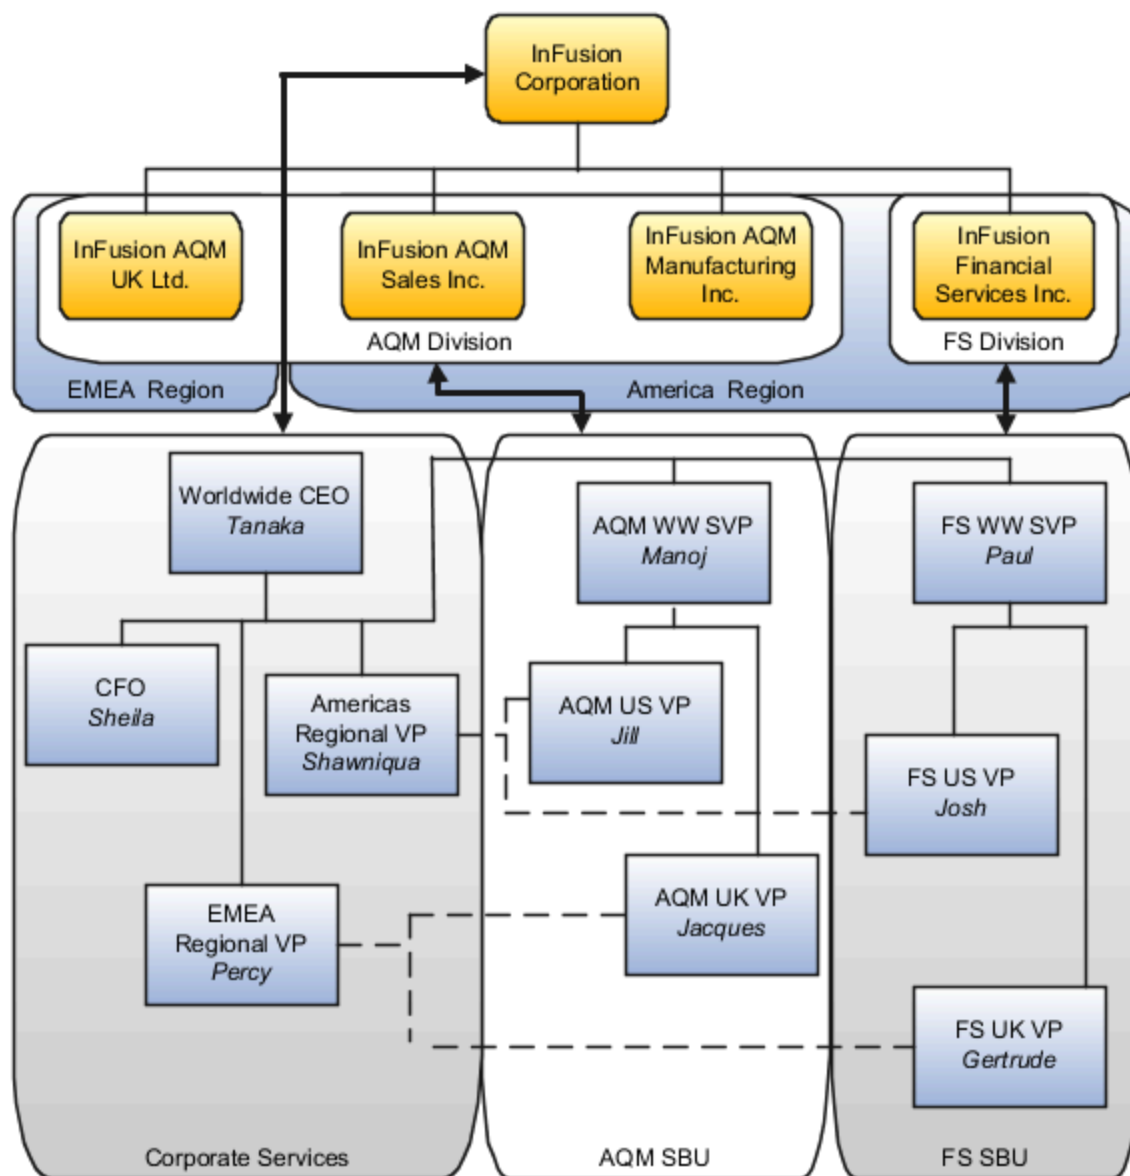 InFusion
Corporation
InFusion AQM
UK Ltd.
InFusion AQM
Sales Inc.
InFusion AQM
Manufacturing
Inc.
InFusion
Financial
Services Inc.
AQM Division
FS Division
EMEA Region
America Region
Worldwide CEO
Tanaka
AQM WW SVP
Manoj
FS WW SVP
Paul
CFO
Sheila
Americas
Regional VP
Shawniqua
AQM US VP
Jill
FS US VP
Josh
EMEA
Regional VP
Percy
AQM UK VP
Jacques
FS UK VP
Gertrude
Corporate Services
AQM SBU
FS SBU